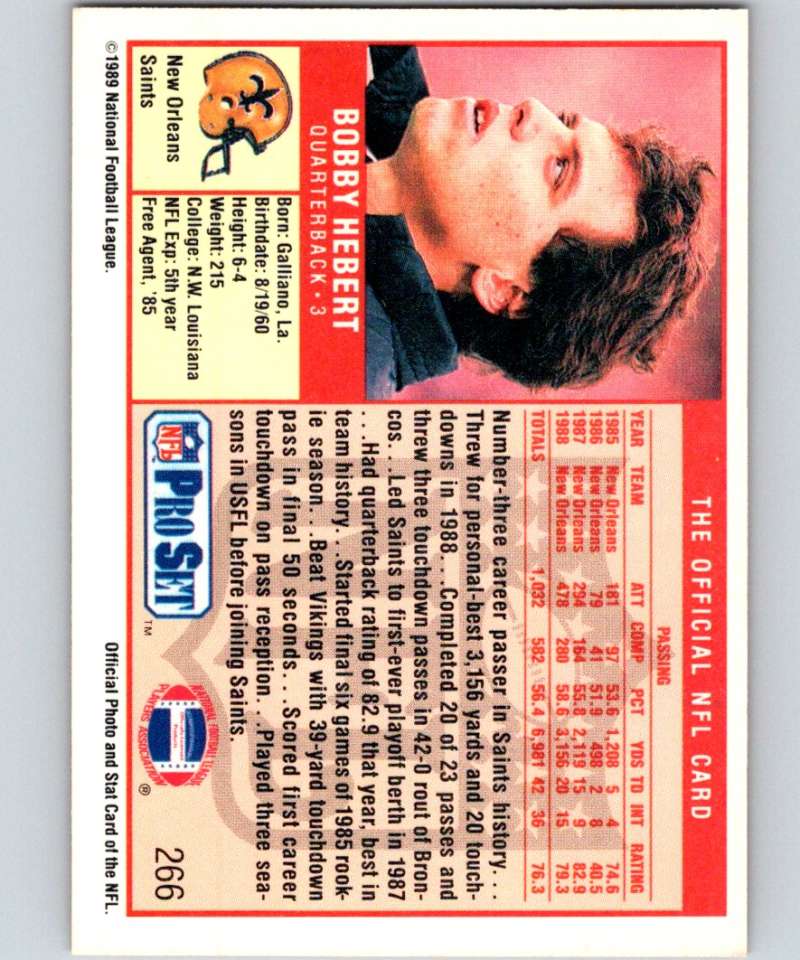 THE OFFICIAL NFL CARD
BOBBY HEBERT
QUARTERBACK • 3
New Orleans
Saints
Born: Galliano, La.
Birthdate: 8/19/60
Height: 6-4
Weight: 215
College: N.W. Louisiana
NFL Exp: 5th year
Free Agent, '85
PASSING
YEAR TEAM ATT COMP PCT YDS TD INT RATING
1985 New Orleans 181 97 53.6 1,208 5 4 74.6
1986 New Orleans 79 41 51.9 498 2 8 40.5
1987 New Orleans 294 164 55.8 2,119 15 9 82.9
1988 New Orleans 478 280 58.6 3,156 20 15 79.3
TOTALS 1,032 582 56.4 6,981 42 36 76.3
Number-three career passer in Saints history. . .
Threw for personal-best 3,156 yards and 20 touch-
downs in 1988. . .Completed 20 of 23 passes and
threw three touchdown passes in 42-0 rout of Bron-
cos. . .Led Saints to first-ever playoff berth in 1987
. . .Had quarterback rating of 82.9 that year, best in
team history. . .Started final six games of 1985 rook-
ie season. . .Beat Vikings with 39-yard touchdown
pass in final 50 seconds. . .Scored first career
touchdown on pass reception. . .Played three sea-
sons in USFL before joining Saints.
NFL PRO SET ™
NATIONAL FOOTBALL LEAGUE
PLAYERS ASSOCIATION ®
266
© 1989 National Football League.
Official Photo and Stat Card of the NFL.